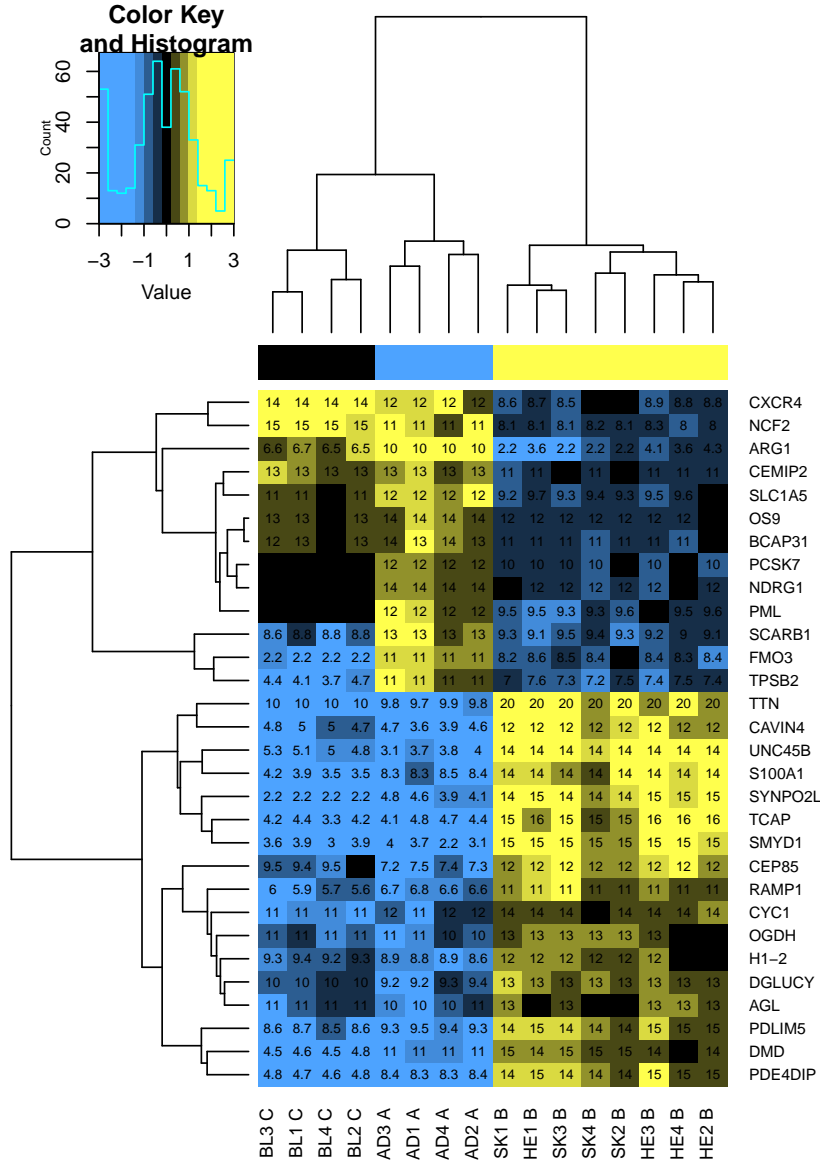 Color Key
and Histogram
Count
0 20 40 60
−3 −1 1 3
Value
14 14 14 14 12 12 12 12 8.6 8.7 8.5 8.9 8.8 8.8 CXCR4
15 15 15 15 11 11 11 11 8.1 8.1 8.1 8.2 8.1 8.3 8 8 NCF2
6.6 6.7 6.5 6.5 10 10 10 10 2.2 3.6 2.2 2.2 2.2 4.1 3.6 4.3 ARG1
13 13 13 13 13 13 13 13 11 11 11 11 11 11 CEMIP2
11 11 11 12 12 12 12 9.2 9.7 9.3 9.4 9.3 9.5 9.6 SLC1A5
13 13 13 14 14 14 14 12 12 12 12 12 12 12 OS9
12 13 13 14 13 14 13 11 11 11 11 11 11 11 BCAP31
12 12 12 12 10 10 10 10 10 10 PCSK7
14 14 14 14 12 12 12 12 12 NDRG1
12 12 12 12 9.5 9.5 9.3 9.3 9.6 9.5 9.6 PML
8.6 8.8 8.8 8.8 13 13 13 13 9.3 9.1 9.5 9.4 9.3 9.2 9 9.1 SCARB1
2.2 2.2 2.2 2.2 11 11 11 11 8.2 8.6 8.5 8.4 8.4 8.3 8.4 FMO3
4.4 4.1 3.7 4.7 11 11 11 11 7 7.6 7.3 7.2 7.5 7.4 7.5 7.4 TPSB2
10 10 10 10 9.8 9.7 9.9 9.8 20 20 20 20 20 20 20 20 TTN
4.8 5 5 4.7 4.7 3.6 3.9 4.6 12 12 12 12 12 12 12 12 CAVIN4
5.3 5.1 5 4.8 3.1 3.7 3.8 4 14 14 14 14 14 14 14 14 UNC45B
4.2 3.9 3.5 3.5 8.3 8.3 8.5 8.4 14 14 14 14 14 14 14 14 S100A1
2.2 2.2 2.2 2.2 4.8 4.6 3.9 4.1 14 15 14 14 14 15 15 15 SYNPO2L
4.2 4.4 3.3 4.2 4.1 4.8 4.7 4.4 15 16 15 15 15 16 16 16 TCAP
3.6 3.9 3 3.9 4 3.7 2.2 3.1 15 15 15 15 15 15 15 15 SMYD1
9.5 9.4 9.5 7.2 7.5 7.4 7.3 12 12 12 12 12 12 12 12 CEP85
6 5.9 5.7 5.6 6.7 6.8 6.6 6.6 11 11 11 11 11 11 11 11 RAMP1
11 11 11 11 12 11 12 12 14 14 14 14 14 14 14 CYC1
11 11 11 11 11 11 10 10 13 13 13 13 13 13 OGDH
9.3 9.4 9.2 9.3 8.9 8.8 8.9 8.6 12 12 12 12 12 12 H1−2
10 10 10 10 9.2 9.2 9.3 9.4 13 13 13 13 13 13 13 13 DGLUCY
11 11 11 11 10 10 10 11 13 13 13 13 13 AGL
8.6 8.7 8.5 8.6 9.3 9.5 9.4 9.3 14 15 14 14 14 15 15 15 PDLIM5
4.5 4.6 4.5 4.8 11 11 11 11 15 14 15 15 15 14 14 DMD
4.8 4.7 4.6 4.8 8.4 8.3 8.3 8.4 14 15 15 14 14 15 15 15 PDE4DIP
BL3 C
BL1 C
BL4 C
BL2 C
AD3 A
AD1 A
AD4 A
AD2 A
SK1 B
HE1 B
SK3 B
SK4 B
SK2 B
HE3 B
HE4 B
HE2 B